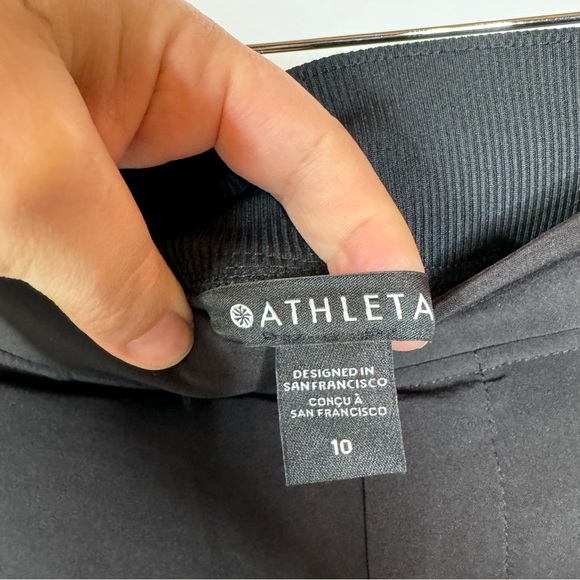 ATHLETA
DESIGNED IN
SAN FRANCISCO
CONÇU À
SAN FRANCISCO
10